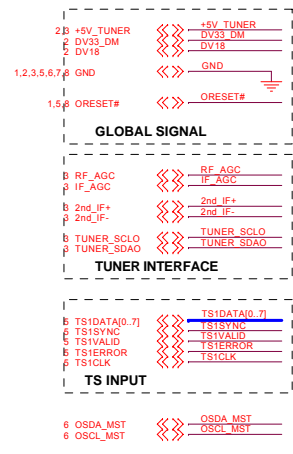 2,3 +5V_TUNER +5V_TUNER
2 DV33_DM DV33_DM
2 DV18 DV18
1,2,3,5,6,7,8 GND GND
1,5,8 ORESET# ORESET#
GLOBAL SIGNAL
3 RF_AGC RF_AGC
3 IF_AGC IF_AGC
3 2nd_IF+ 2nd_IF+
3 2nd_IF- 2nd_IF-
3 TUNER_SCLO TUNER_SCLO
3 TUNER_SDAO TUNER_SDAO
TUNER INTERFACE
5 TS1DATA[0..7] TS1DATA[0..7]
5 TS1SYNC TS1SYNC
5 TS1VALID TS1VALID
5 TS1ERROR TS1ERROR
5 TS1CLK TS1CLK
TS INPUT
6 OSDA_MST OSDA_MST
6 OSCL_MST OSCL_MST